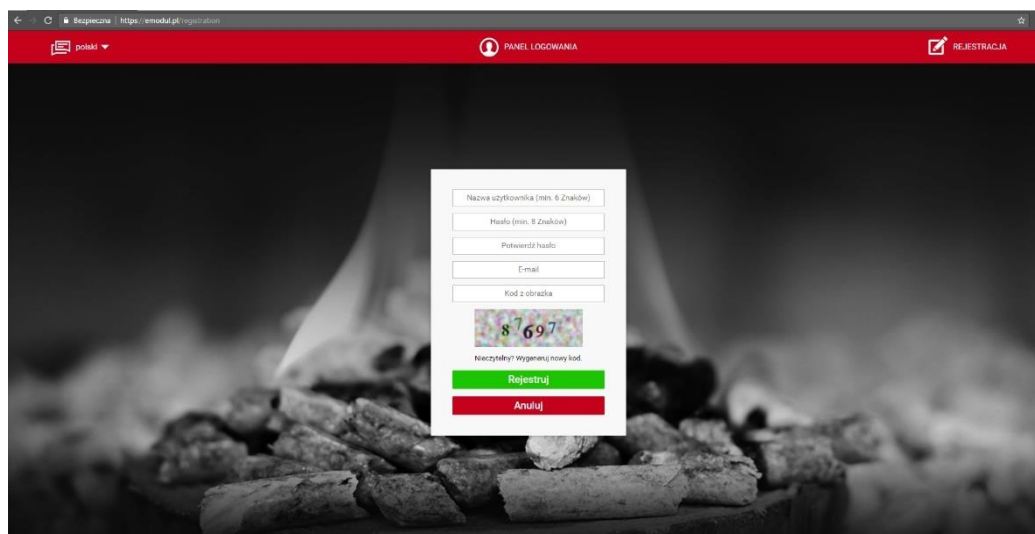 Bezpieczna | https://emodul.pl/registration
polski
PANEL LOGOWANIA
REJESTRACJA
Nazwa użytkownika (min. 6 Znaków)
Hasło (min. 8 Znaków)
Potwierdź hasło
E-mail
Kod z obrazka
87697
Nieczytelny? Wygeneruj nowy kod.
Rejestruj
Anuluj